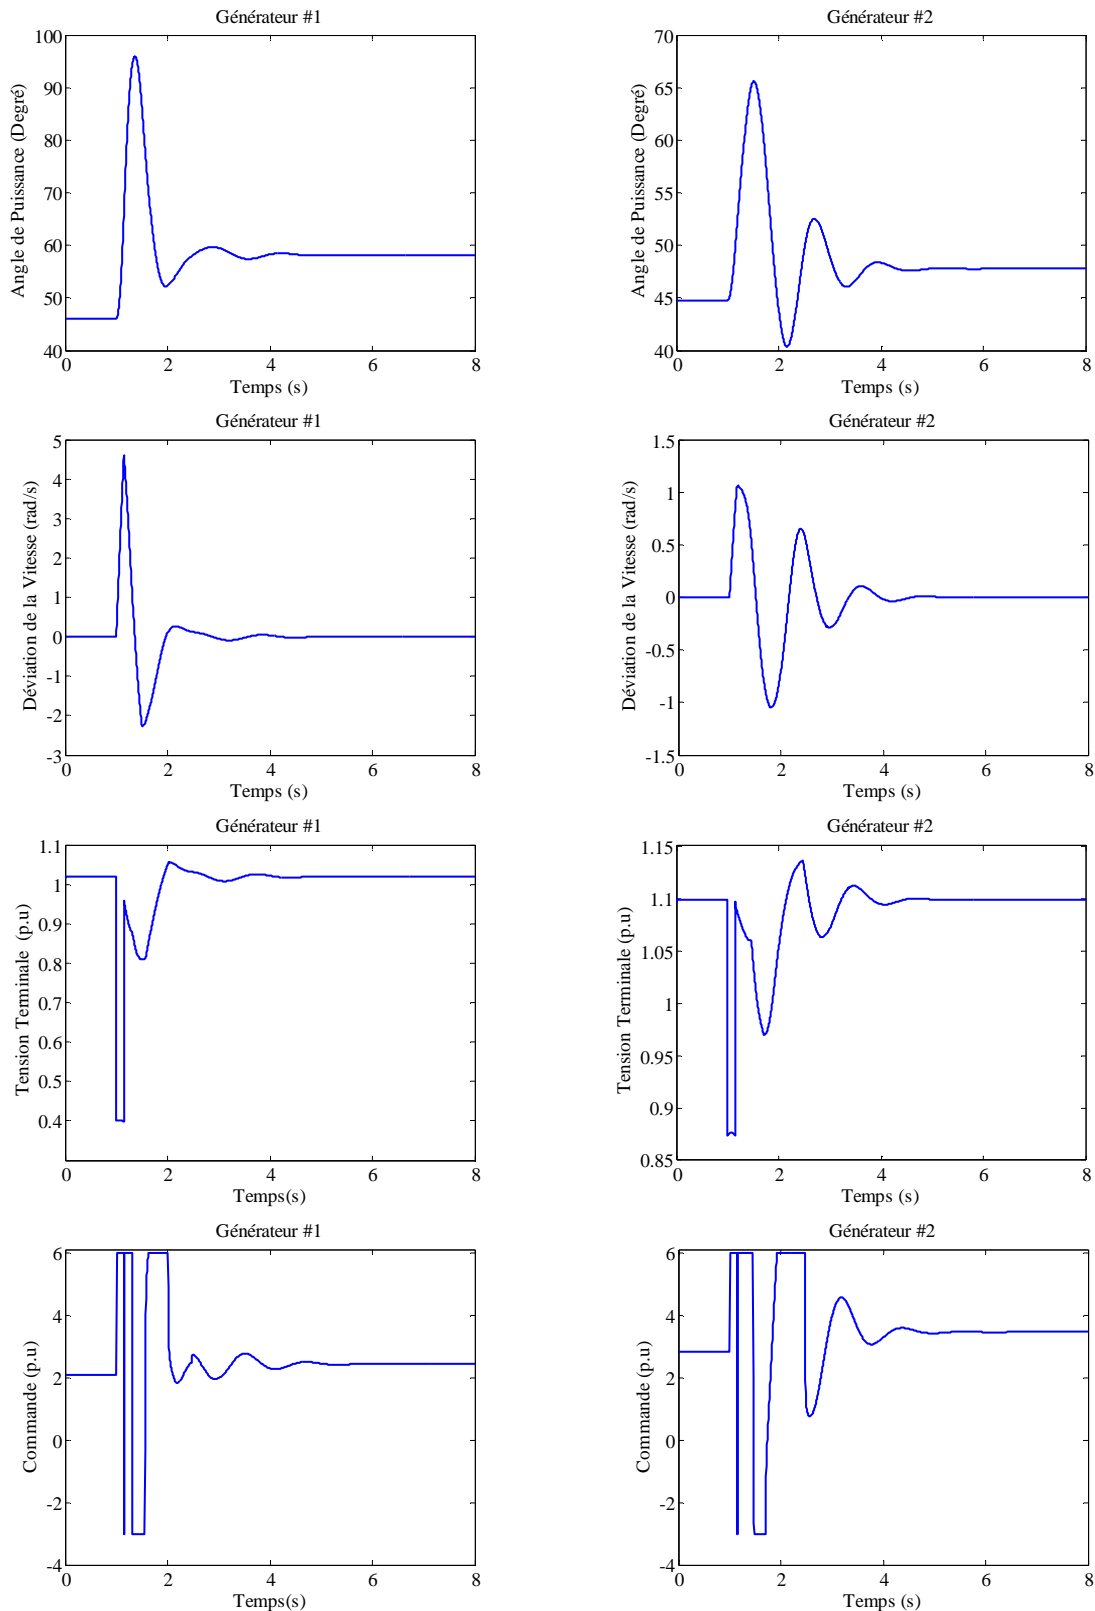 Générateur #1
100
90
80
70
60
50
40
0 2 4 6 8
Angle de Puissance (Degré)
Temps (s)
Générateur #2
70
65
60
55
50
45
40
0 2 4 6 8
Angle de Puissance (Degré)
Temps (s)
Générateur #1
5
4
3
2
1
0
-1
-2
-3
0 2 4 6 8
Déviation de la Vitesse (rad/s)
Temps (s)
Générateur #2
1.5
1
0.5
0
-0.5
-1
-1.5
0 2 4 6 8
Déviation de la Vitesse (rad/s)
Temps (s)
Générateur #1
1.1
1
0.9
0.8
0.7
0.6
0.5
0.4
0 2 4 6 8
Tension Terminale (p.u)
Temps(s)
Générateur #2
1.15
1.1
1.05
1
0.95
0.9
0.85
0 2 4 6 8
Tension Terminale (p.u)
Temps (s)
Générateur #1
6
4
2
0
-2
-4
0 2 4 6 8
Commande (p.u)
Temps(s)
Générateur #2
6
4
2
0
-2
-4
0 2 4 6 8
Commande (p.u)
Temps (s)